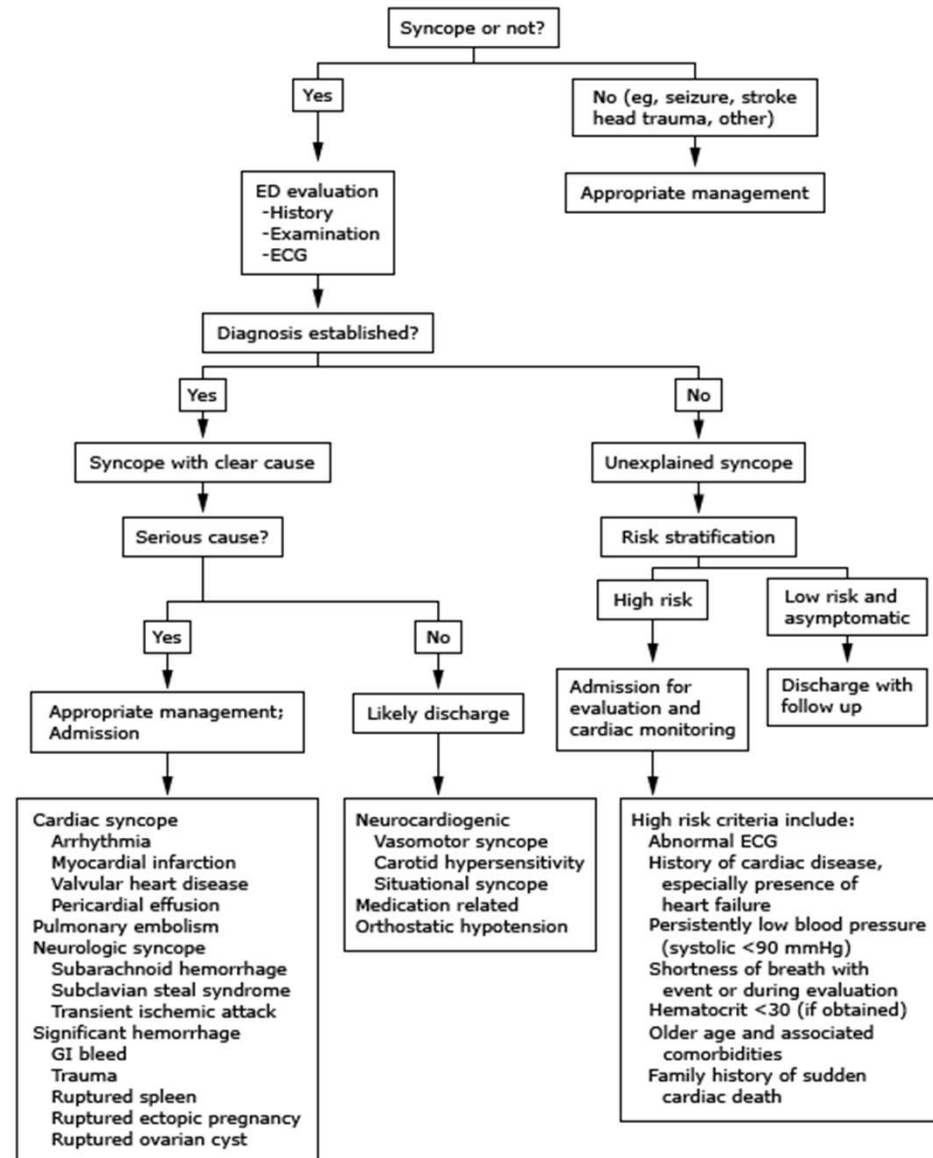 Syncope or not?
Yes
No (eg, seizure, stroke
head trauma, other)
ED evaluation
-History
-Examination
-ECG
Appropriate management
Diagnosis established?
Yes
No
Syncope with clear cause
Unexplained syncope
Serious cause?
Risk stratification
High risk
Low risk and
asymptomatic
Yes
No
Appropriate management;
Admission
Likely discharge
Admission for
evaluation and
cardiac monitoring
Discharge with
follow up
Cardiac syncope
Arrhythmia
Myocardial infarction
Valvular heart disease
Pericardial effusion
Pulmonary embolism
Neurologic syncope
Subarachnoid hemorrhage
Subclavian steal syndrome
Transient ischemic attack
Significant hemorrhage
GI bleed
Trauma
Ruptured spleen
Ruptured ectopic pregnancy
Ruptured ovarian cyst
Neurocardiogenic
Vasomotor syncope
Carotid hypersensitivity
Situational syncope
Medication related
Orthostatic hypotension
High risk criteria include:
Abnormal ECG
History of cardiac disease,
especially presence of
heart failure
Persistently low blood pressure
(systolic <90 mmHg)
Shortness of breath with
event or during evaluation
Hematocrit <30 (if obtained)
Older age and associated
comorbidities
Family history of sudden
cardiac death